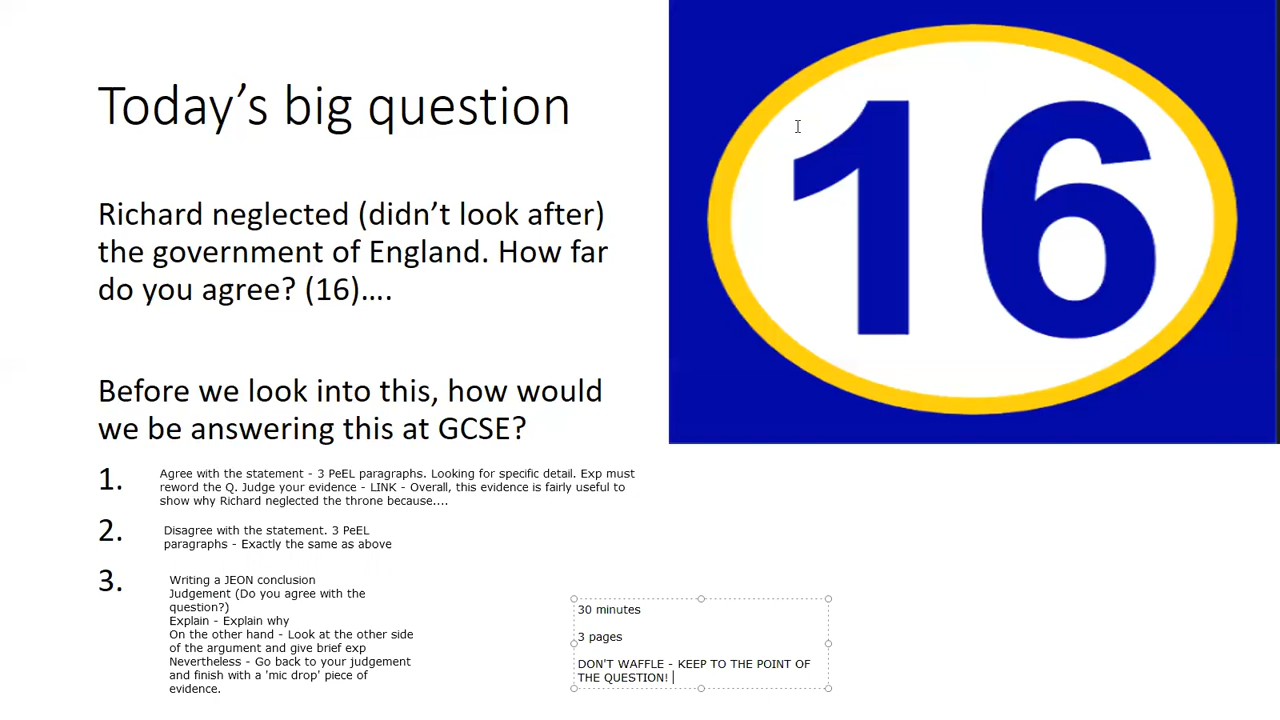 Today’s big question
16
Richard neglected (didn’t look after)
the government of England. How far
do you agree? (16)….
Before we look into this, how would
we be answering this at GCSE?
1.
Agree with the statement - 3 PeEL paragraphs. Looking for specific detail. Exp must
reword the Q. Judge your evidence - LINK - Overall, this evidence is fairly useful to
show why Richard neglected the throne because....
2.
Disagree with the statement. 3 PeEL
paragraphs - Exactly the same as above
3.
Writing a JEON conclusion
Judgement (Do you agree with the
question?)
Explain - Explain why
On the other hand - Look at the other side
of the argument and give brief exp
Nevertheless - Go back to your judgement
and finish with a 'mic drop' piece of
evidence.
30 minutes
3 pages
DON'T WAFFLE - KEEP TO THE POINT OF
THE QUESTION!